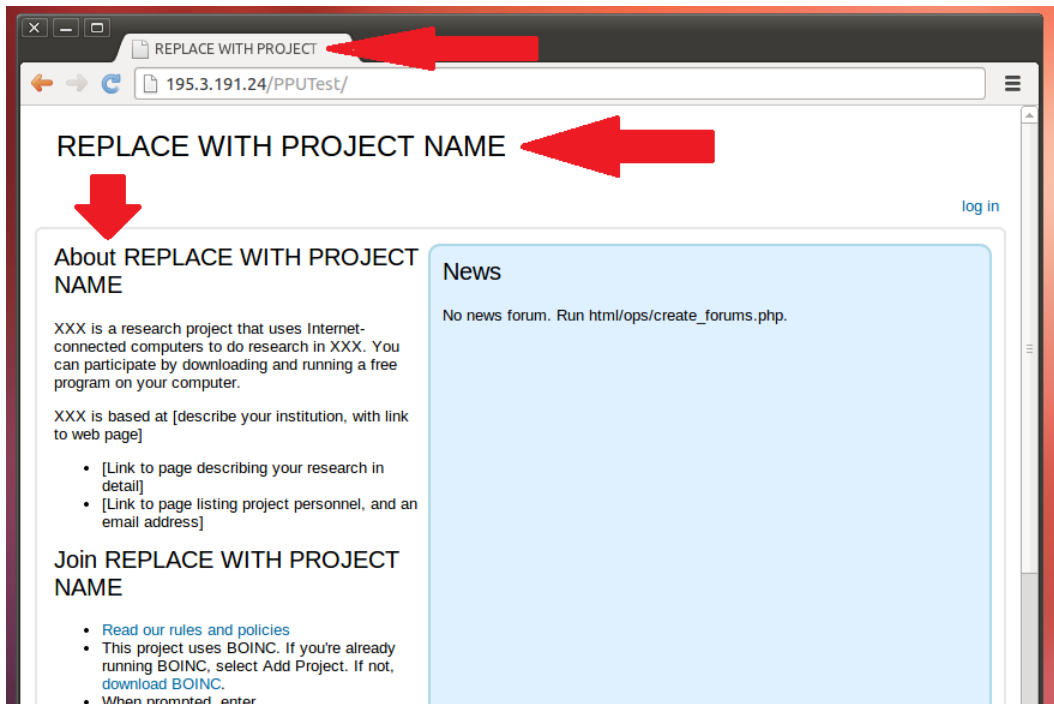 REPLACE WITH PROJECT
195.3.191.24/PPUTest/
REPLACE WITH PROJECT NAME
log in
About REPLACE WITH PROJECT
NAME
XXX is a research project that uses Internet-
connected computers to do research in XXX. You
can participate by downloading and running a free
program on your computer.
XXX is based at [describe your institution, with link
to web page]
• [Link to page describing your research in
detail]
• [Link to page listing project personnel, and an
email address]
Join REPLACE WITH PROJECT
NAME
• Read our rules and policies
• This project uses BOINC. If you're already
running BOINC, select Add Project. If not,
download BOINC.
• When prompted, enter
News
No news forum. Run html/ops/create_forums.php.